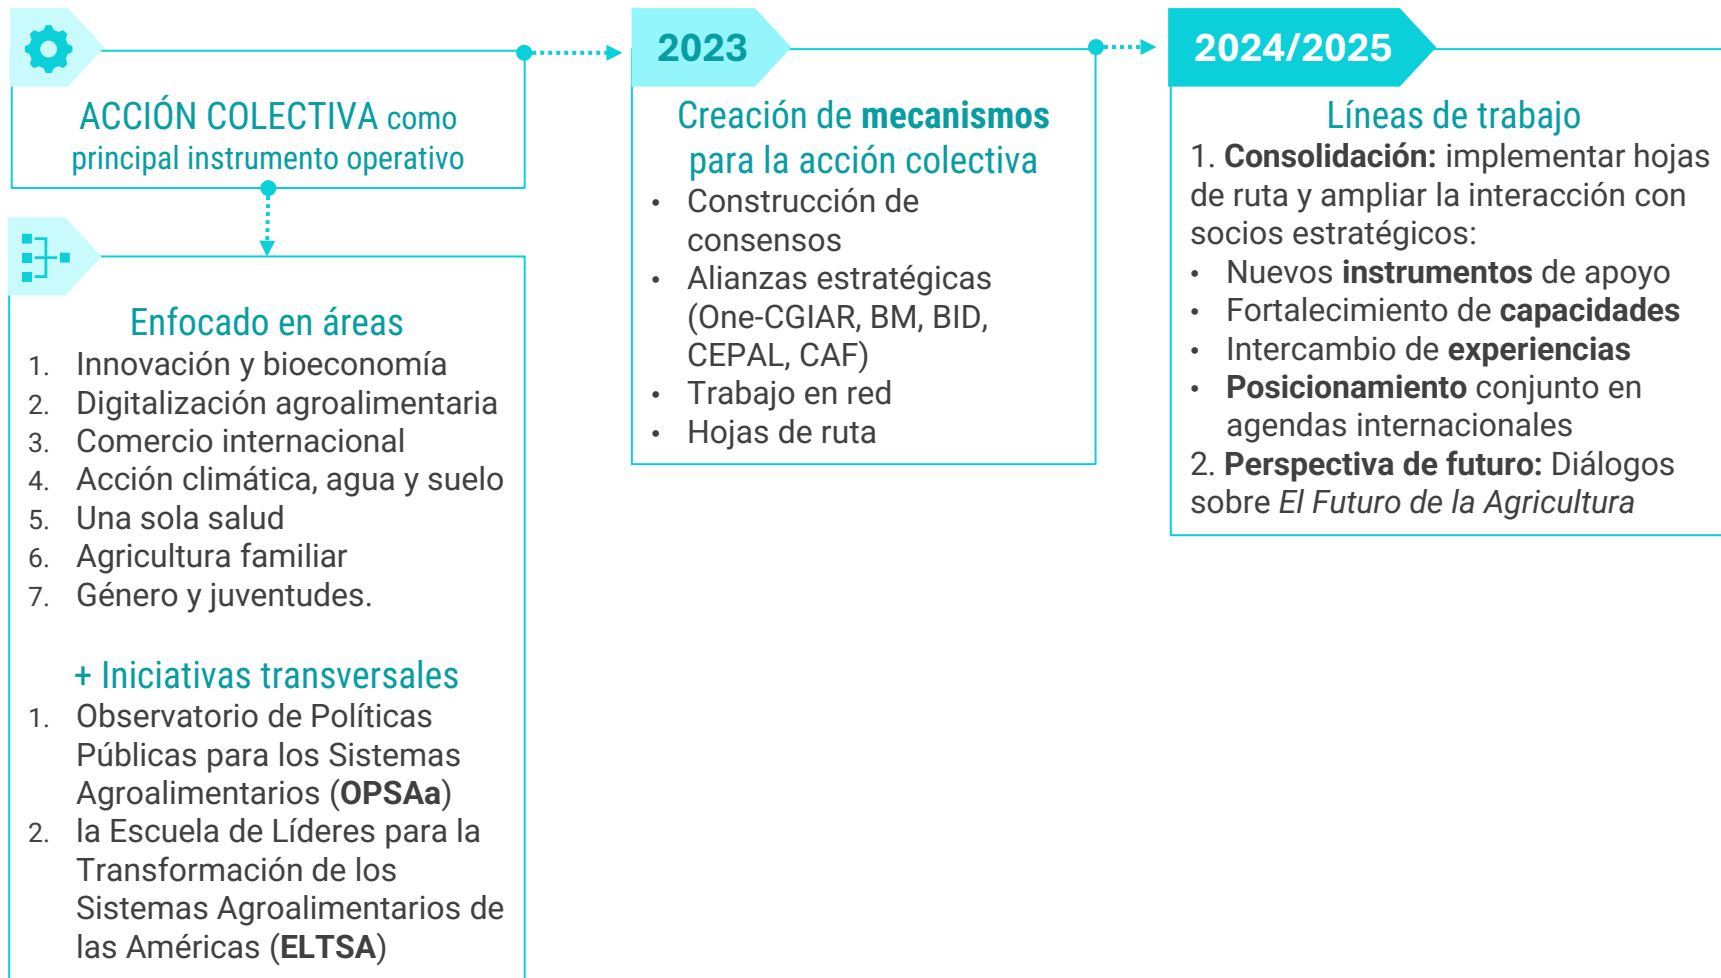 ACCIÓN COLECTIVA como
principal instrumento operativo
Enfocado en áreas
1. Innovación y bioeconomía
2. Digitalización agroalimentaria
3. Comercio internacional
4. Acción climática, agua y suelo
5. Una sola salud
6. Agricultura familiar
7. Género y juventudes.
+ Iniciativas transversales
1. Observatorio de Políticas
Públicas para los Sistemas
Agroalimentarios (OPSAa)
2. la Escuela de Líderes para la
Transformación de los
Sistemas Agroalimentarios de
las Américas (ELTSA)
2023
Creación de mecanismos
para la acción colectiva
• Construcción de
consensos
• Alianzas estratégicas
(One-CGIAR, BM, BID,
CEPAL, CAF)
• Trabajo en red
• Hojas de ruta
2024/2025
Líneas de trabajo
1. Consolidación: implementar hojas
de ruta y ampliar la interacción con
socios estratégicos:
• Nuevos instrumentos de apoyo
• Fortalecimiento de capacidades
• Intercambio de experiencias
• Posicionamiento conjunto en
agendas internacionales
2. Perspectiva de futuro: Diálogos
sobre El Futuro de la Agricultura